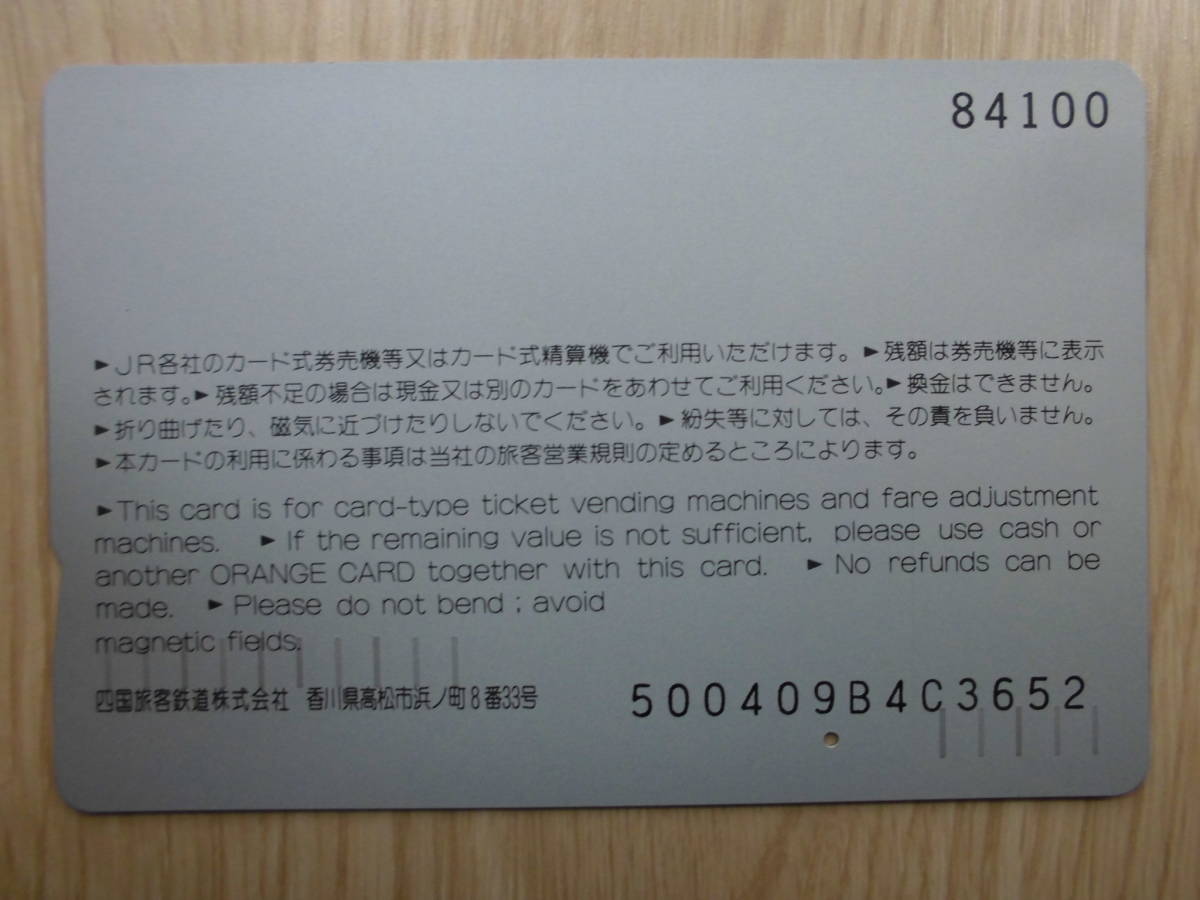 84100
►JR各社のカード式券売機等又はカード式精算機でご利用いただけます。►残額は券売機等に表示
されます。►残額不足の場合は現金又は別のカードをあわせてご利用ください。►換金はできません。
►折り曲げたり、磁気に近づけたりしないでください。►紛失等に対しては、その責を負いません。
►本カードの利用に係わる事項は当社の旅客営業規則の定めるところによります。
►This card is for card-type ticket vending machines and fare adjustment
machines. ►If the remaining value is not sufficient, please use cash or
another ORANGE CARD together with this card. ►No refunds can be
made. ►Please do not bend ; avoid
magnetic fields.
四国旅客鉄道株式会社 香川県高松市浜ノ町8番33号
500409B4C3652